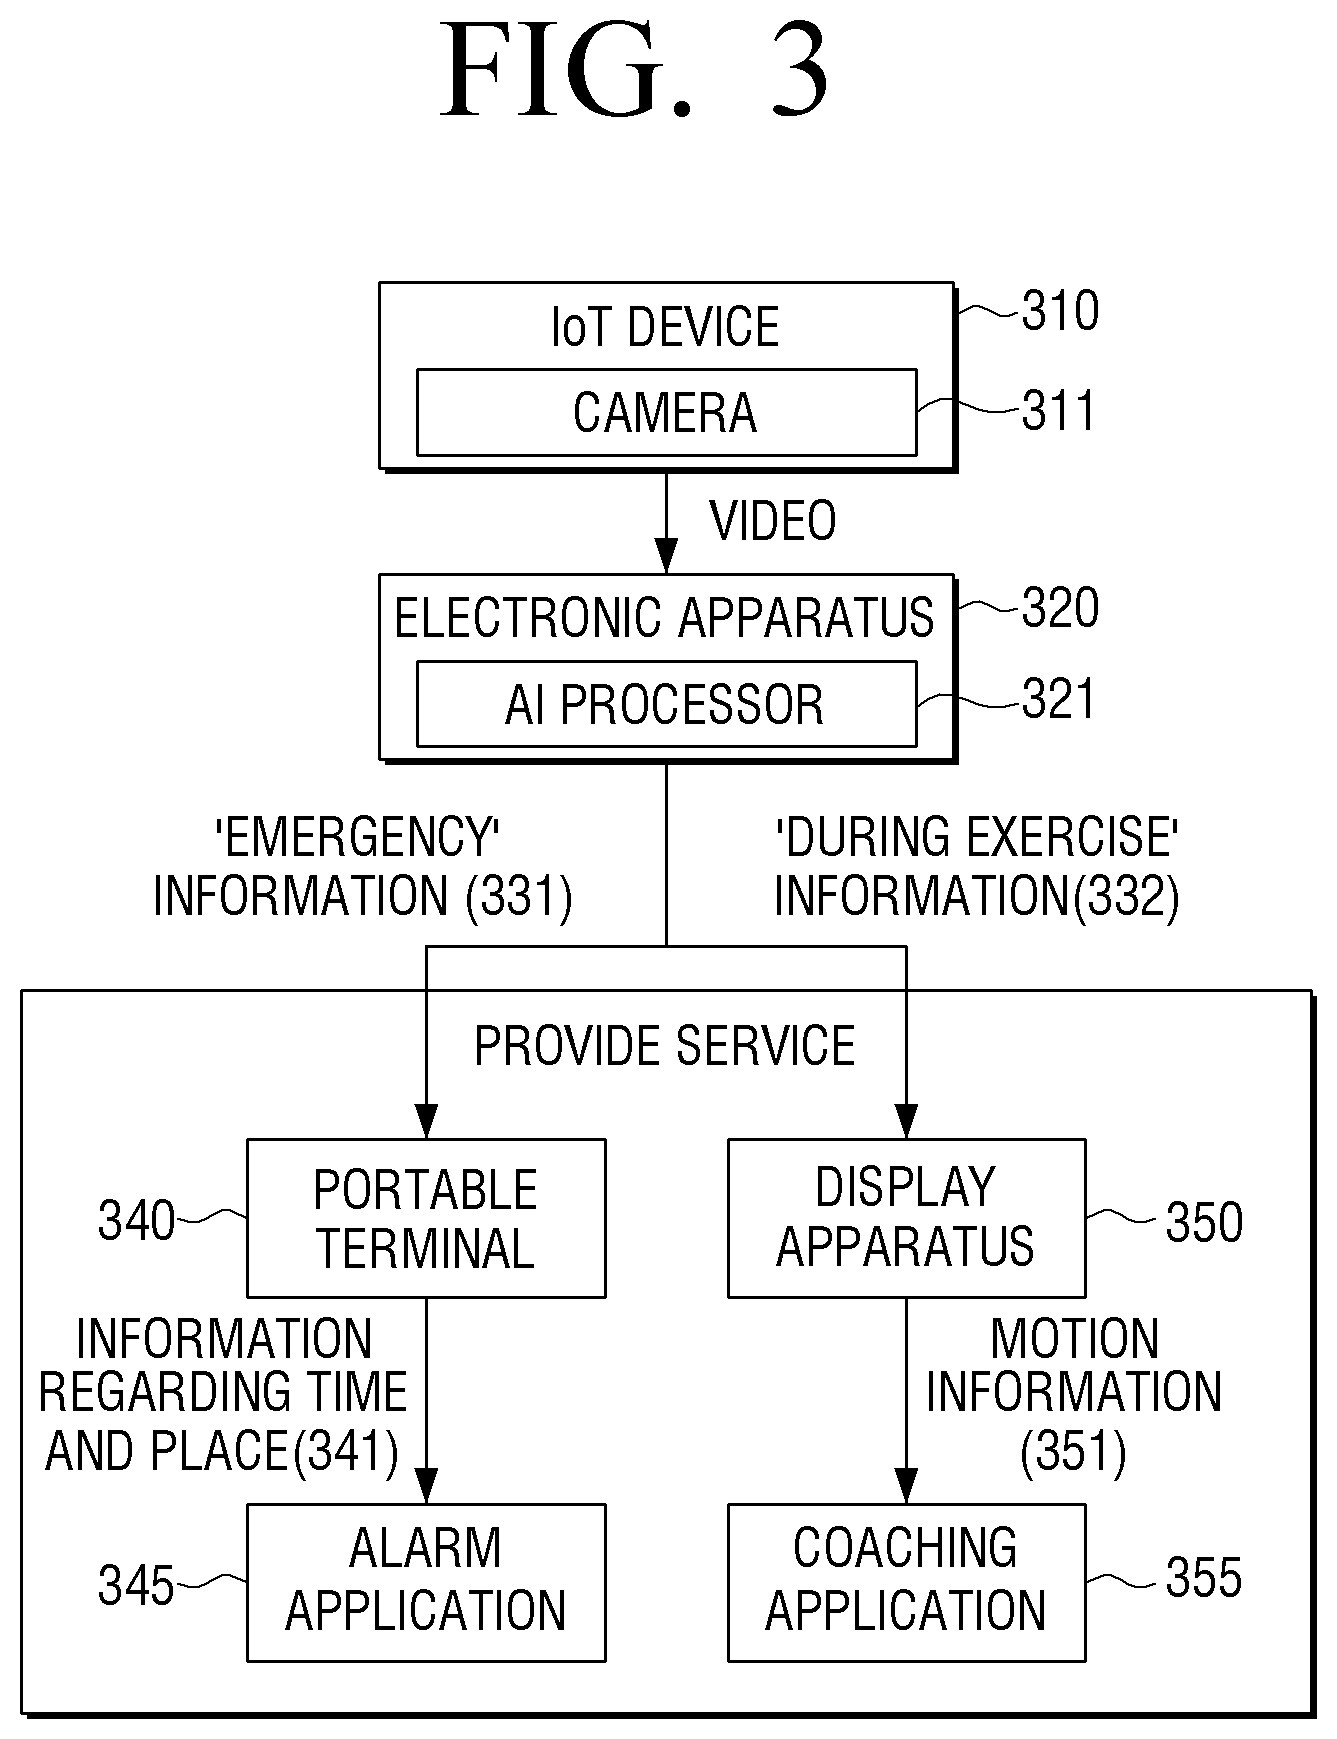 FIG. 3
IoT DEVICE
310
CAMERA
311
VIDEO
ELECTRONIC APPARATUS
320
AI PROCESSOR
321
'EMERGENCY'
INFORMATION (331)
'DURING EXERCISE'
INFORMATION(332)
PROVIDE SERVICE
340
PORTABLE
TERMINAL
DISPLAY
APPARATUS
350
INFORMATION
REGARDING TIME
AND PLACE(341)
MOTION
INFORMATION
(351)
345
ALARM
APPLICATION
COACHING
APPLICATION
355